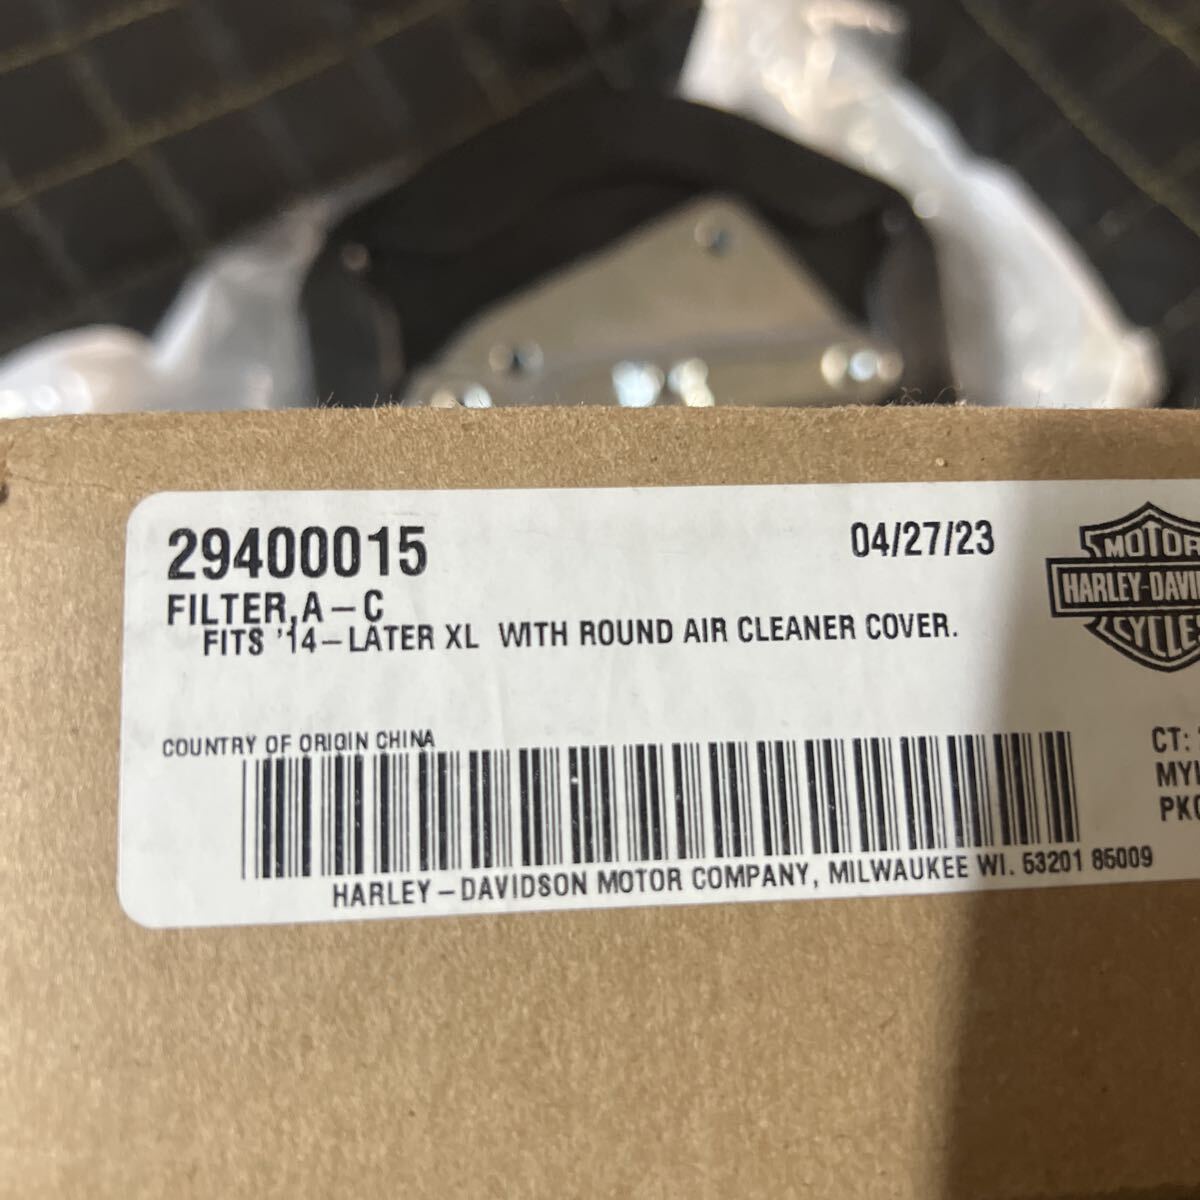 29400015
04/27/23
FILTER,A-C
FITS '14-LATER XL WITH ROUND AIR CLEANER COVER.
MOTOR
HARLEY-DAVI
CYCLES
COUNTRY OF ORIGIN CHINA
CT:
HARLEY-DAVIDSON MOTOR COMPANY, MILWAUKEE WI. 53201 85009